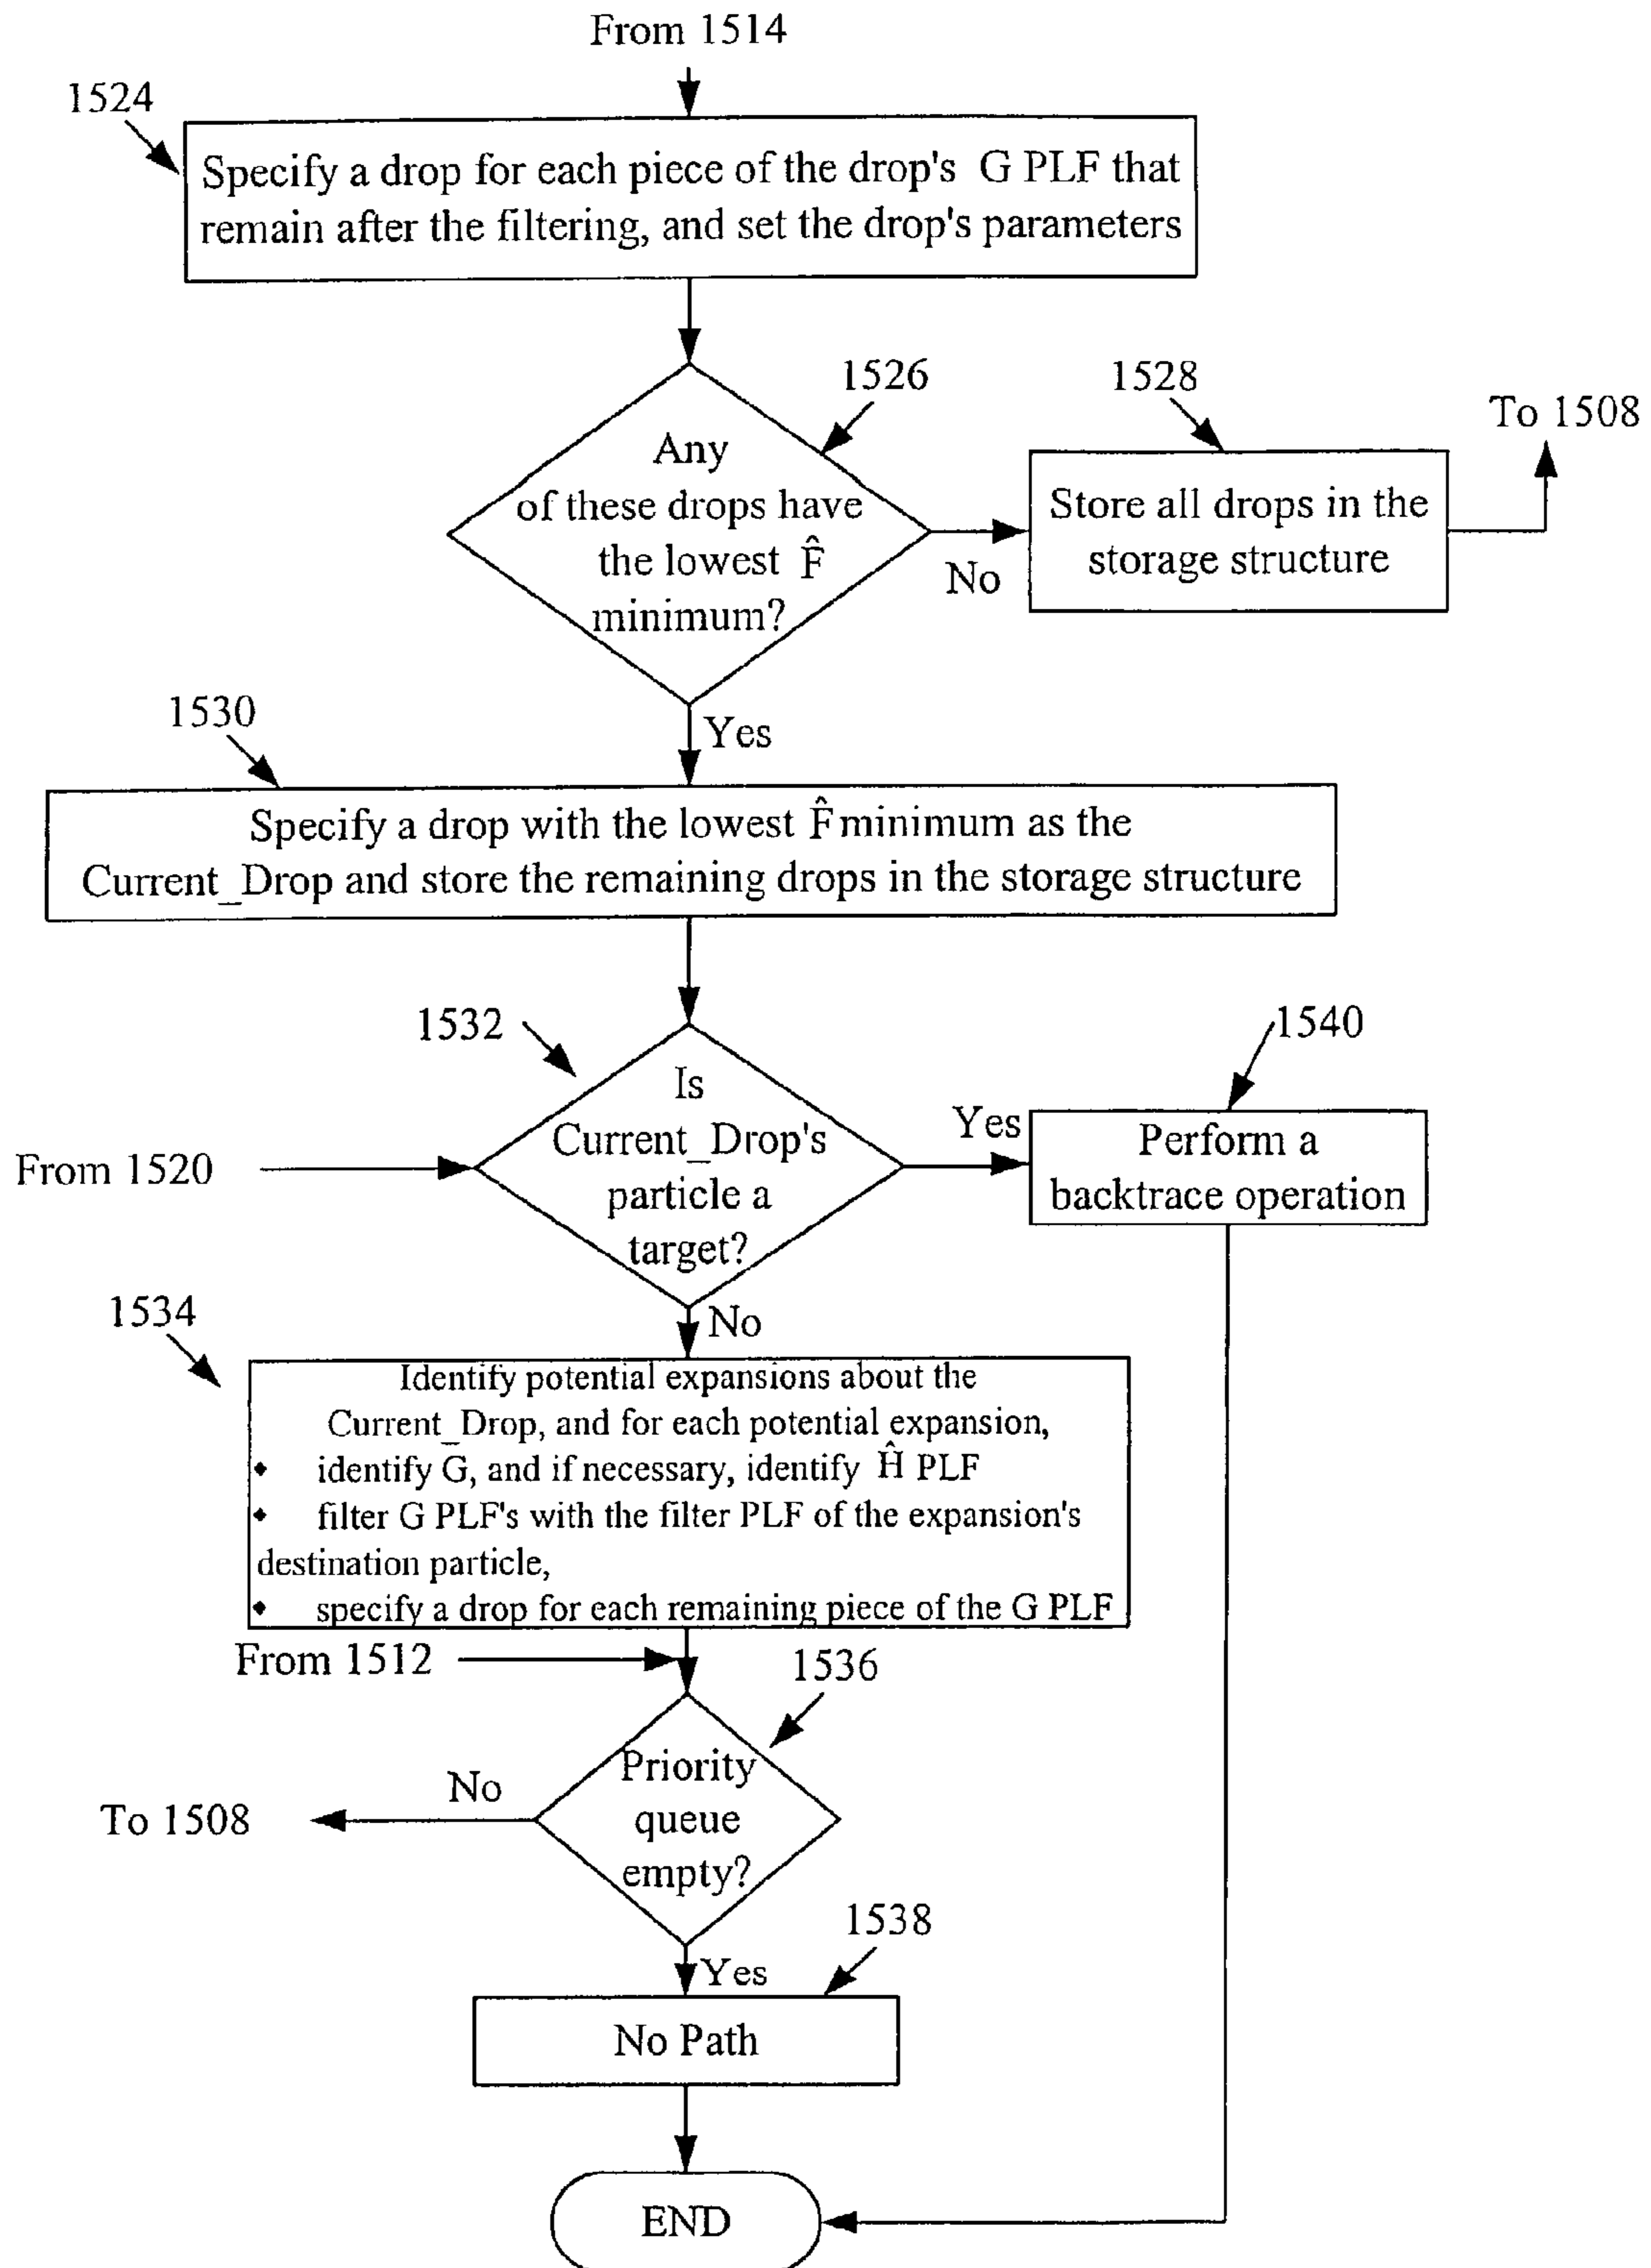 From 1514
1524
Specify a drop for each piece of the drop's G PLF that
remain after the filtering, and set the drop's parameters
1526
1528
To 1508
Any
of these drops have
the lowest F̂
minimum?
No
Store all drops in the
storage structure
1530
Yes
Specify a drop with the lowest F̂ minimum as the
Current_Drop and store the remaining drops in the storage structure
1532
1540
Is
Current_Drop's
particle a
target?
From 1520
Yes
Perform a
backtrace operation
1534
No
Identify potential expansions about the
Current_Drop, and for each potential expansion,
♦ identify G, and if necessary, identify Ĥ PLF
♦ filter G PLF's with the filter PLF of the expansion's
destination particle,
♦ specify a drop for each remaining piece of the G PLF
From 1512
1536
Priority
queue
empty?
No
To 1508
1538
Yes
No Path
END